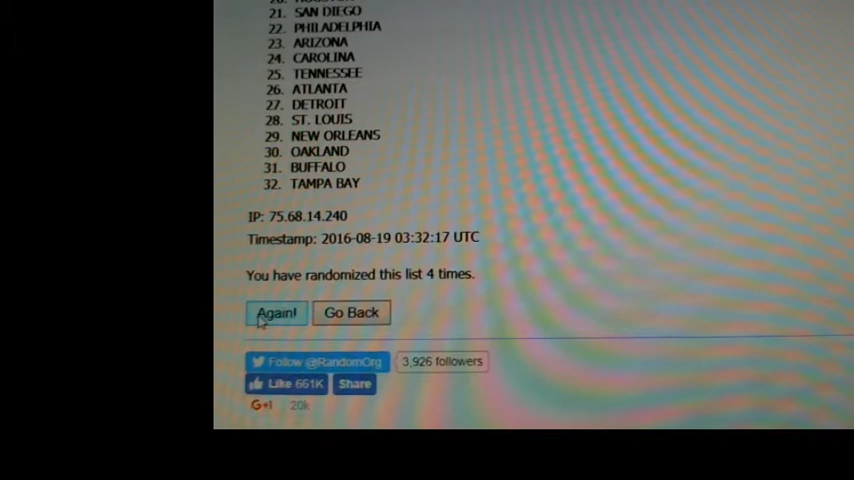 21. SAN DIEGO
22. PHILADELPHIA
23. ARIZONA
24. CAROLINA
25. TENNESSEE
26. ATLANTA
27. DETROIT
28. ST. LOUIS
29. NEW ORLEANS
30. OAKLAND
31. BUFFALO
32. TAMPA BAY
IP: 75.68.14.240
Timestamp: 2016-08-19 03:32:17 UTC
You have randomized this list 4 times.
Again! Go Back
Follow @RandomOrg 3,926 followers
Like 661K Share
G+1 20k